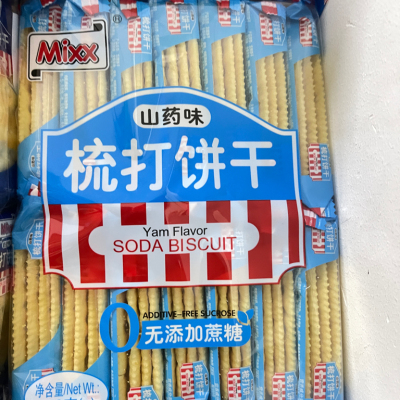 Mixx®
山药味
梳打饼干
Yam Flavor
SODA BISCUIT
ADDITIVE-FREE SUCROSE
0无添加蔗糖
净含量/Net Wt.: